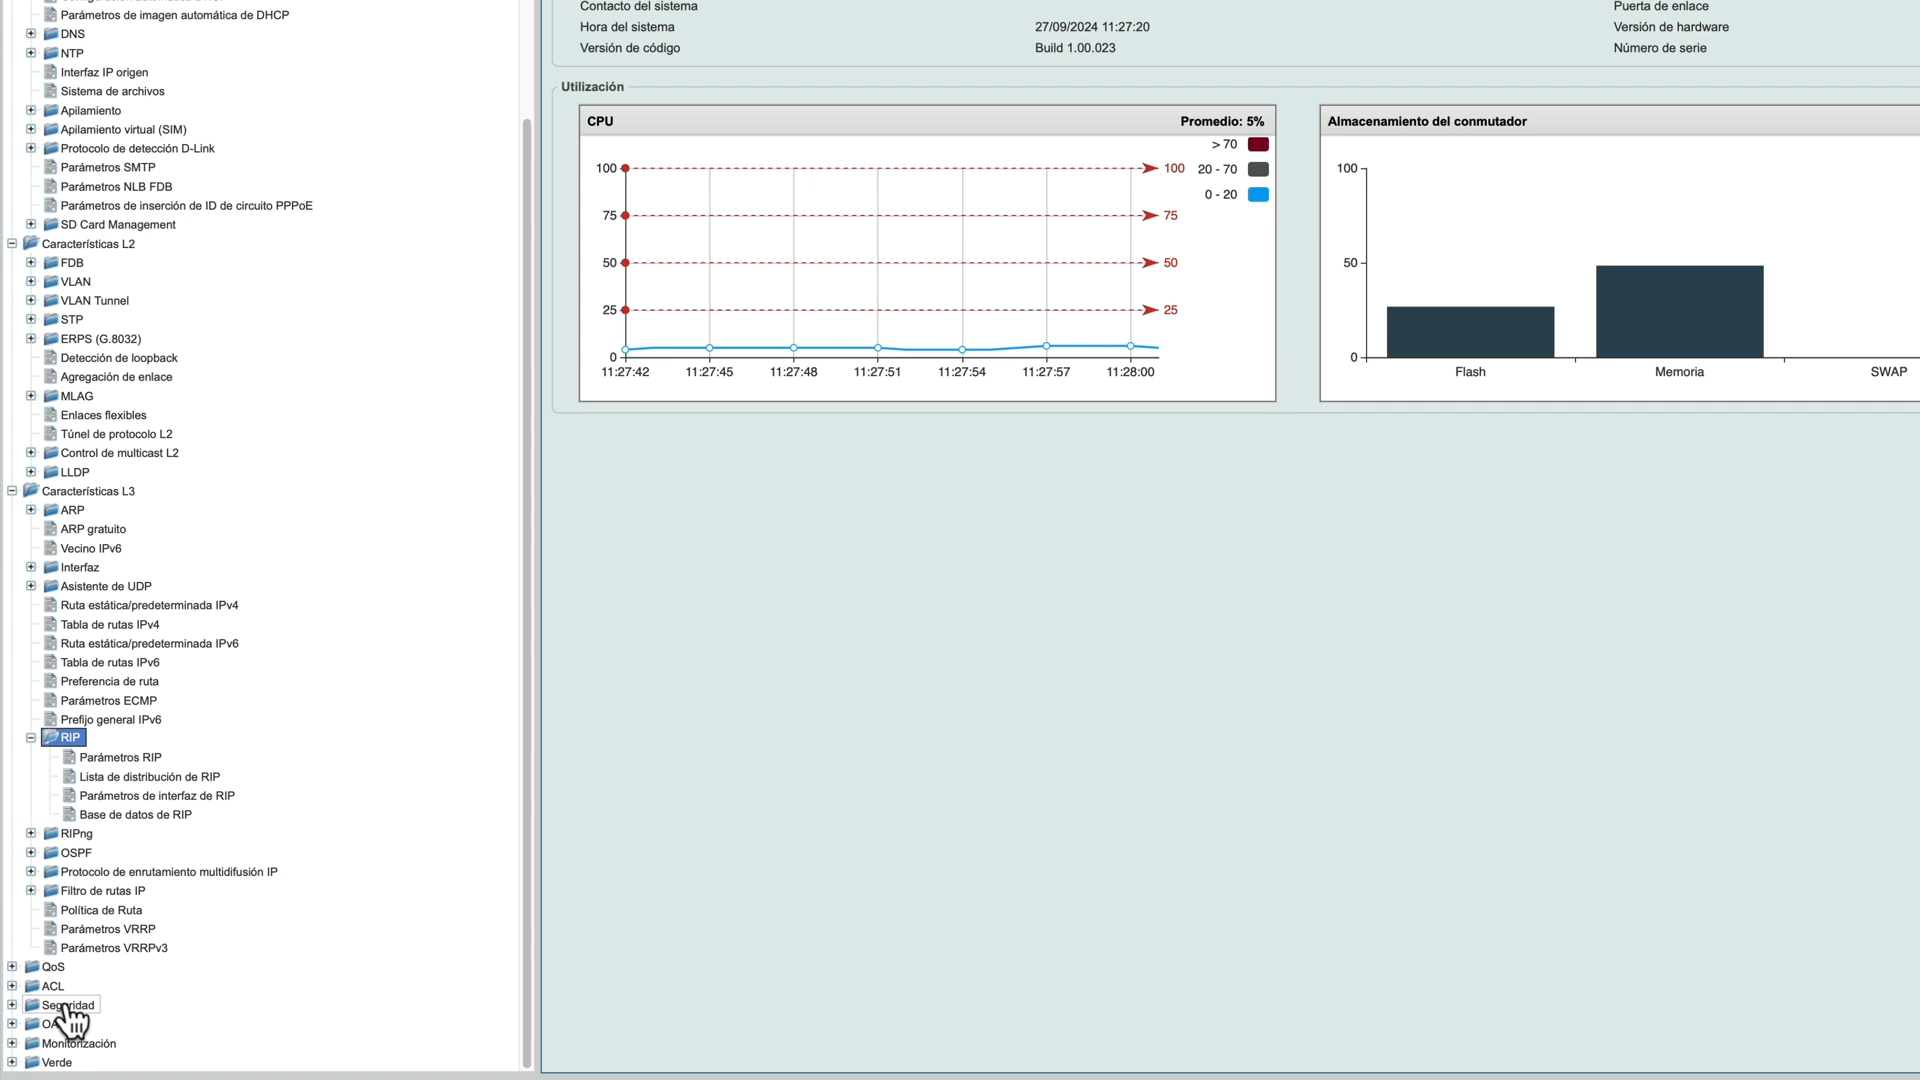 Parámetros de imagen automática de DHCP
DNS
NTP
Interfaz IP origen
Sistema de archivos
Apilamiento
Apilamiento virtual (SIM)
Protocolo de detección D-Link
Parámetros SMTP
Parámetros NLB FDB
Parámetros de inserción de ID de circuito PPPoE
SD Card Management
Características L2
FDB
VLAN
VLAN Tunnel
STP
ERPS (G.8032)
Detección de loopback
Agregación de enlace
MLAG
Enlaces flexibles
Túnel de protocolo L2
Control de multicast L2
LLDP
Características L3
ARP
ARP gratuito
Vecino IPv6
Interfaz
Asistente de UDP
Ruta estática/predeterminada IPv4
Tabla de rutas IPv4
Ruta estática/predeterminada IPv6
Tabla de rutas IPv6
Preferencia de ruta
Parámetros ECMP
Prefijo general IPv6
RIP
Parámetros RIP
Lista de distribución de RIP
Parámetros de interfaz de RIP
Base de datos de RIP
RIPng
OSPF
Protocolo de enrutamiento multidifusión IP
Filtro de rutas IP
Política de Ruta
Parámetros VRRP
Parámetros VRRPv3
QoS
ACL
Seguridad
Monitorización
Verde
Contacto del sistema Puerta de enlace
Hora del sistema 27/09/2024 11:27:20 Versión de hardware
Versión de código Build 1.00.023 Número de serie
Utilización
CPU Promedio: 5%
> 70
20 - 70
0 - 20
100 100
75 75
50 50
25 25
0
11:27:42 11:27:45 11:27:48 11:27:51 11:27:54 11:27:57 11:28:00
Almacenamiento del conmutador
100
50
0
Flash Memoria SWAP